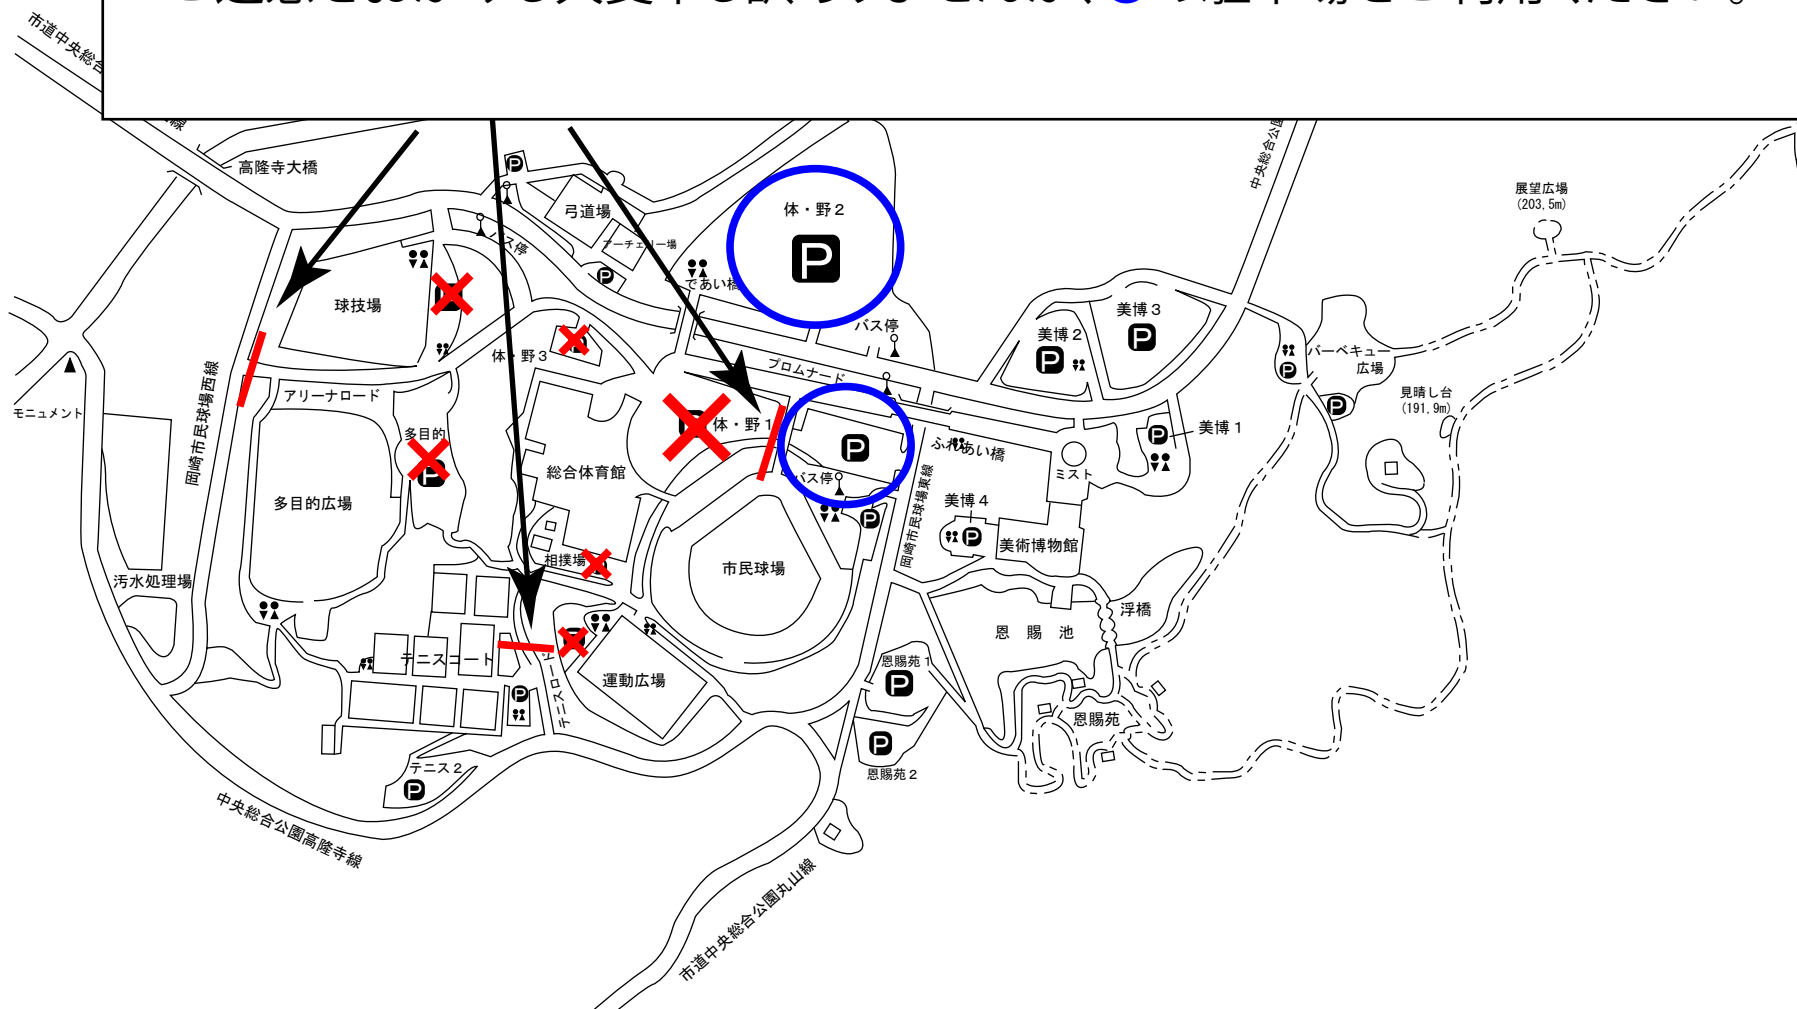 市道中央総合
線
高隆寺大橋
弓道場
アーチェリー場
バス停
であい橋
体・野2
P
中央総合公園
展望広場
(203,5m)
球技場
体・野3
バス停
プロムナード
美博2
美博3
バーベキュー
広場
見晴し台
(191,9m)
モニュメント
岡崎市民球場西線
アリーナロード
多目的
多目的広場
総合体育館
体・野1
バス停
ふれあい橋
岡崎市民球場東線
ミスト
美博1
美博4
美術博物館
相撲場
市民球場
汚水処理場
テニスコート
テニスロード
運動広場
恩賜池
浮橋
恩賜苑1
恩賜苑
恩賜苑2
テニス2
中央総合公園高隆寺線
市道中央総合公園丸山線